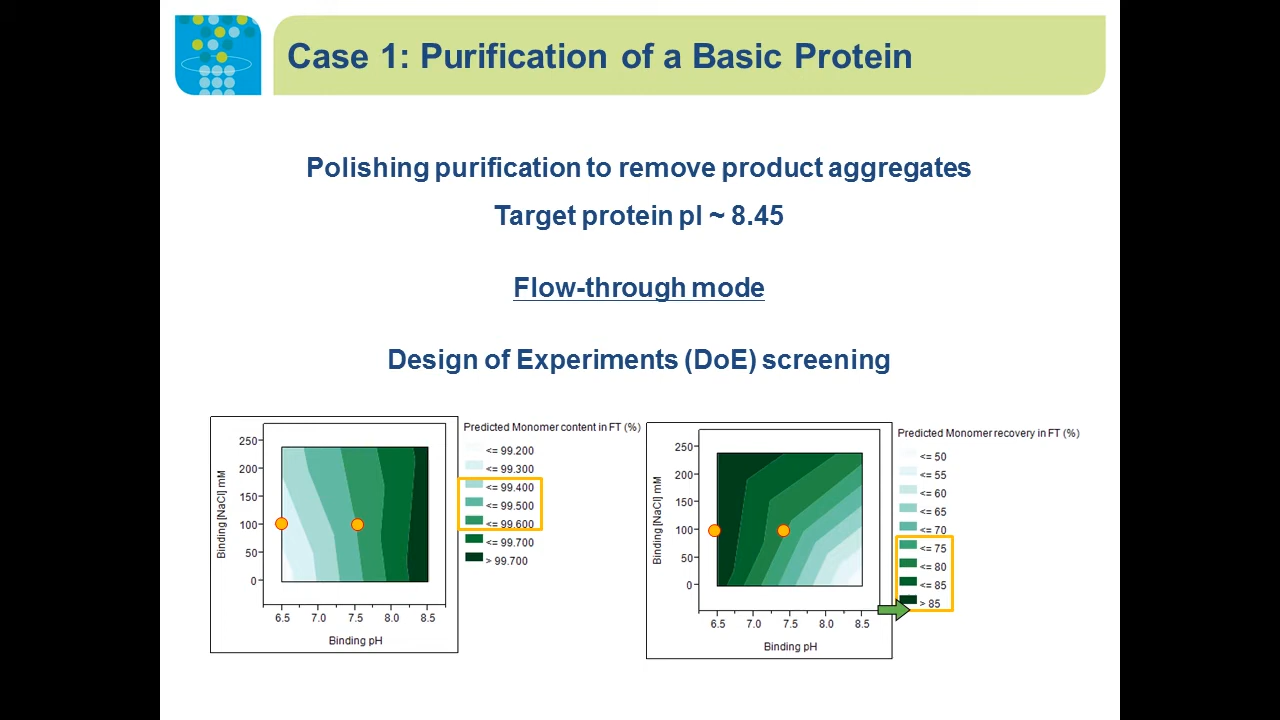 Case 1: Purification of a Basic Protein
Polishing purification to remove product aggregates
Target protein pI ~ 8.45
Flow-through mode
Design of Experiments (DoE) screening
Predicted Monomer content in FT (%)
<= 99.200
<= 99.300
<= 99.400
<= 99.500
<= 99.600
<= 99.700
> 99.700
Binding [NaCl] mM
250
200
150
100
50
0
6.5 7.0 7.5 8.0 8.5
Binding pH
Predicted Monomer recovery in FT (%)
<= 50
<= 55
<= 60
<= 65
<= 70
<= 75
<= 80
<= 85
> 85
Binding [NaCl] mM
250
200
150
100
50
0
6.5 7.0 7.5 8.0 8.5
Binding pH